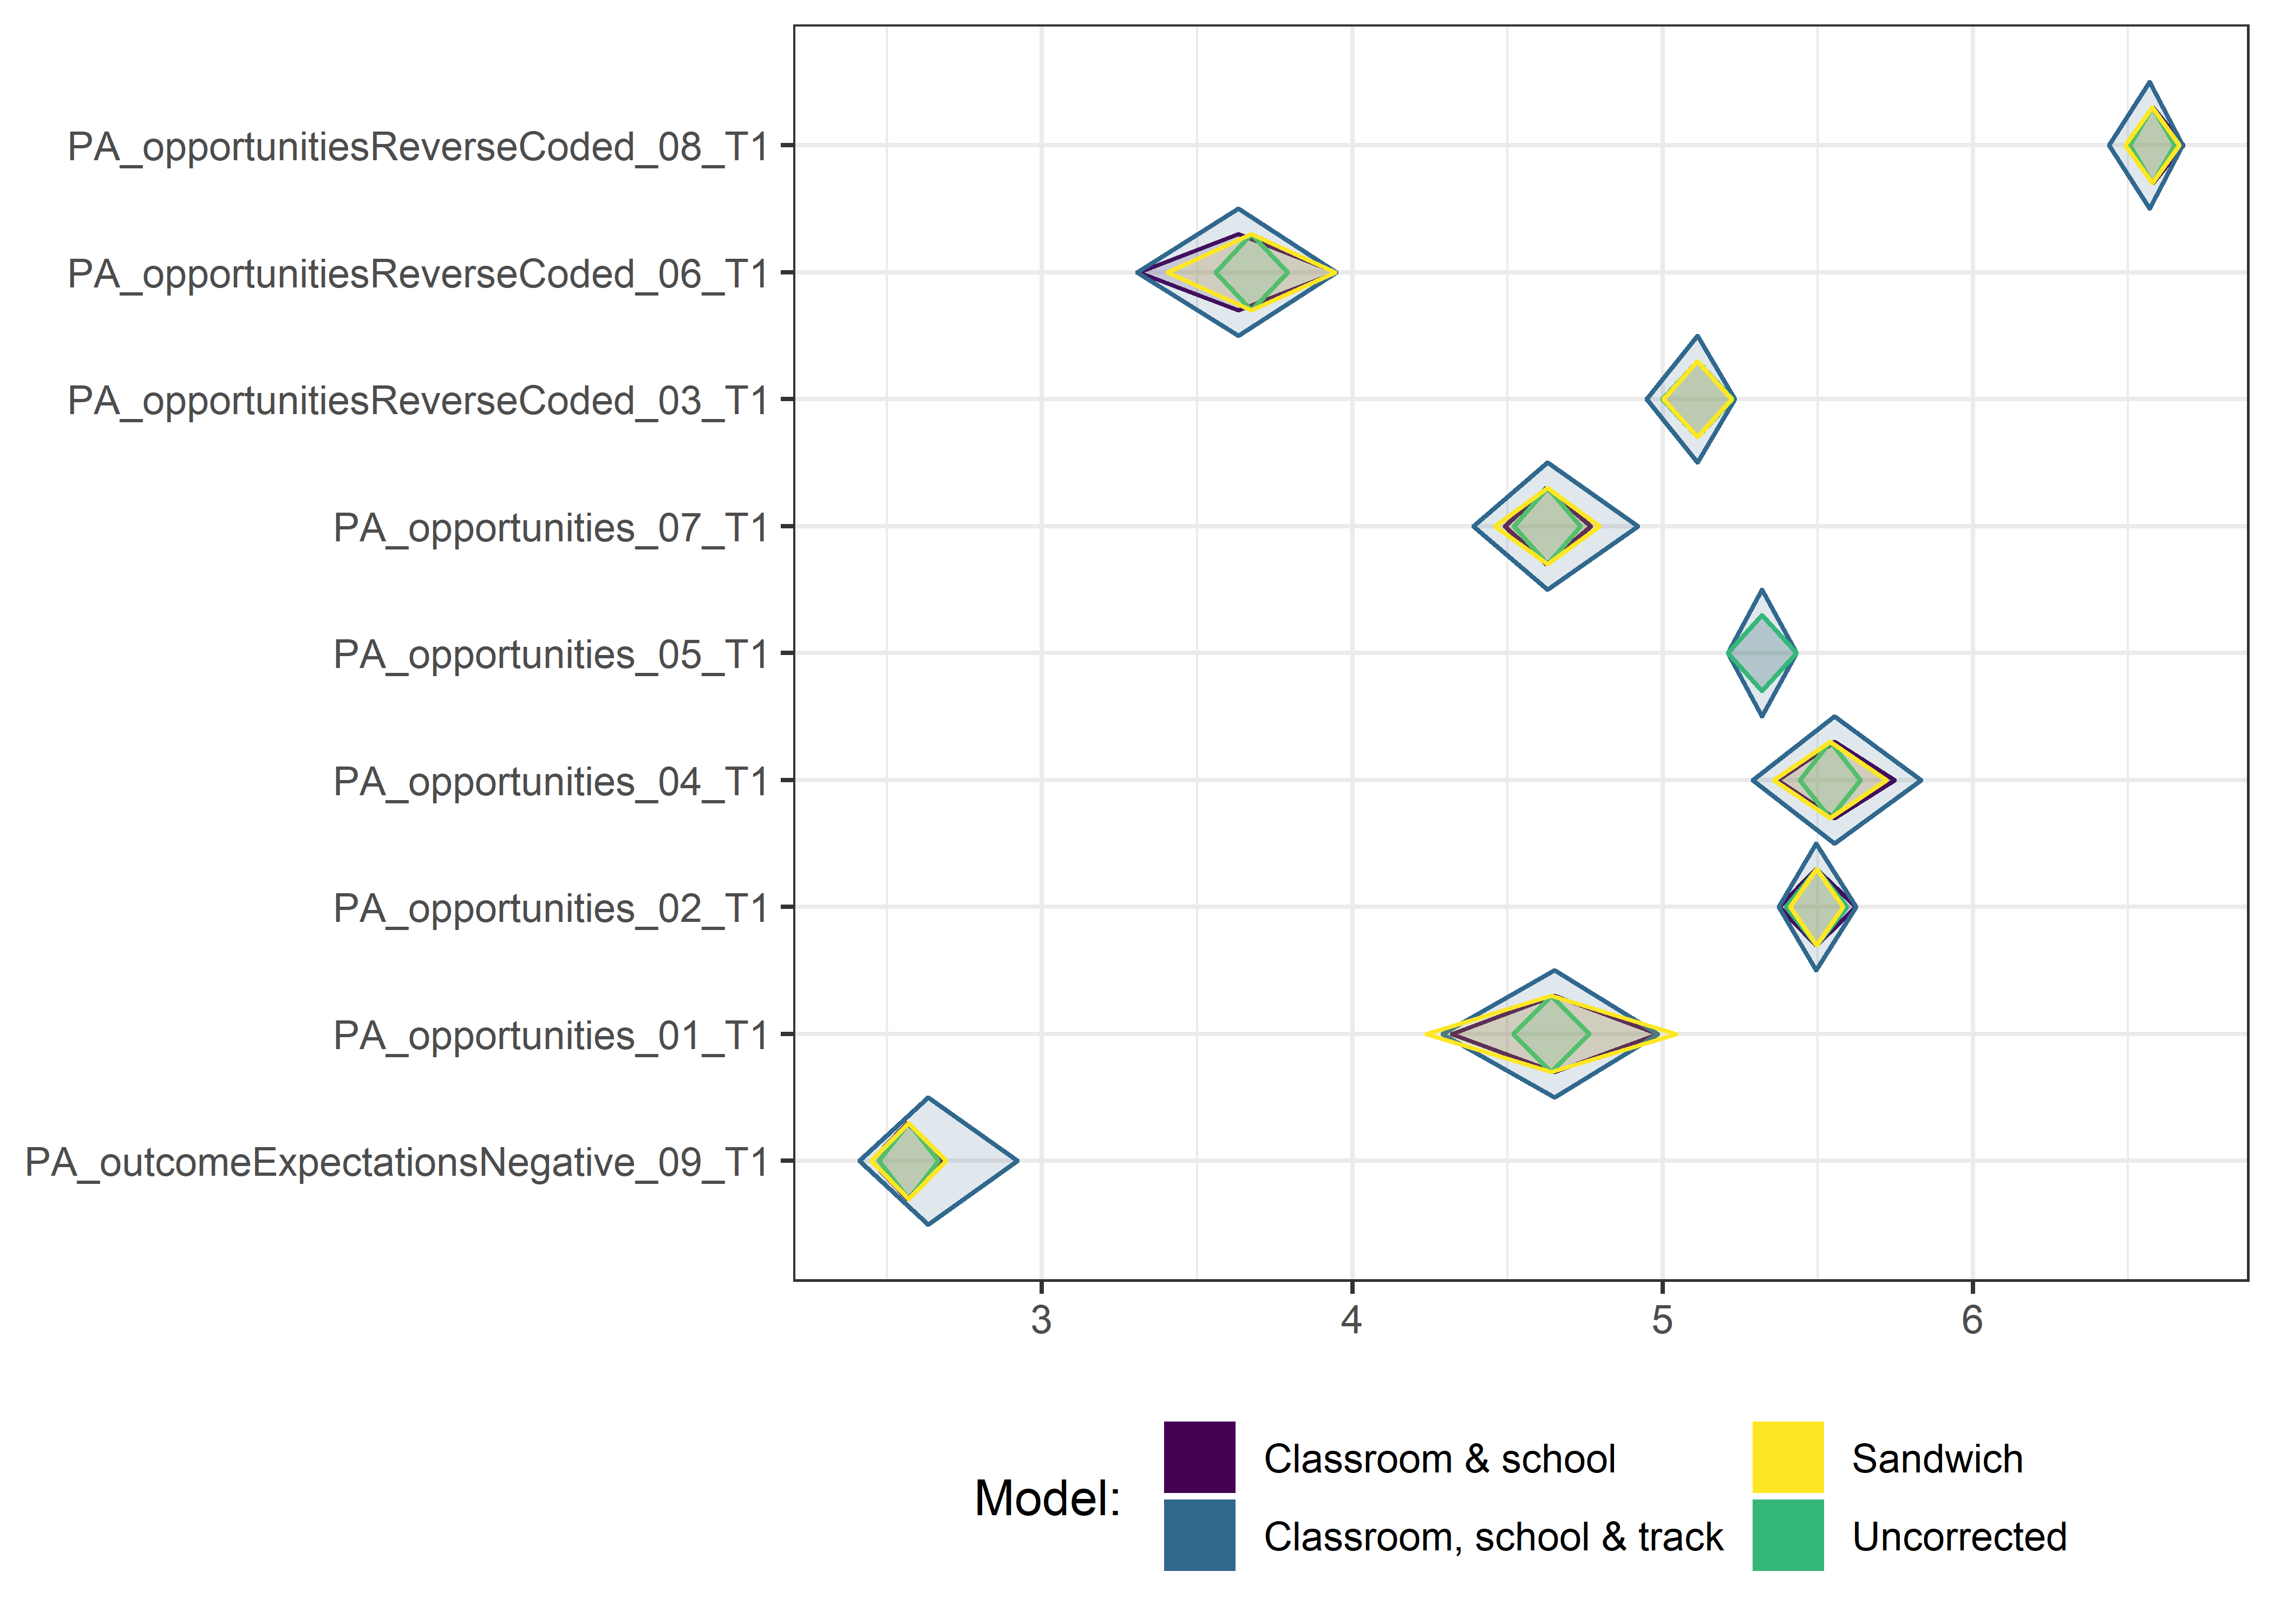 PA_opportunitiesReverseCoded_08_T1
PA_opportunitiesReverseCoded_06_T1
PA_opportunitiesReverseCoded_03_T1
PA_opportunities_07_T1
PA_opportunities_05_T1
PA_opportunities_04_T1
PA_opportunities_02_T1
PA_opportunities_01_T1
PA_outcomeExpectationsNegative_09_T1
3 4 5 6
Model:
Classroom & school
Sandwich
Classroom, school & track
Uncorrected